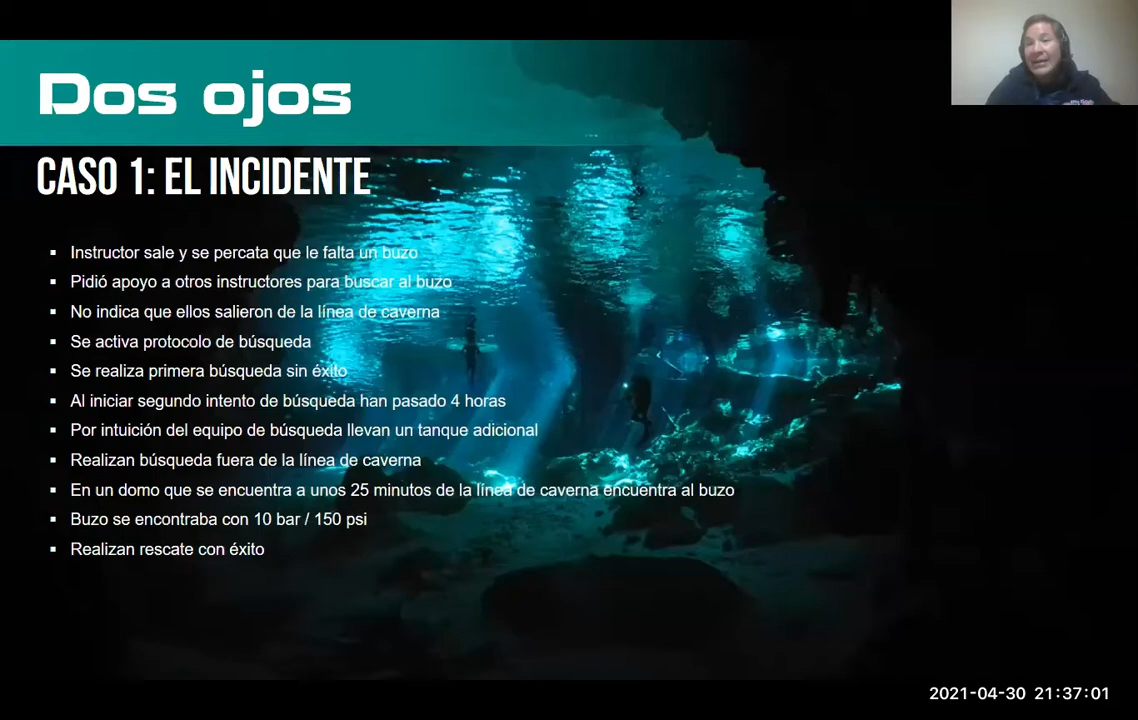 Dos ojos
CASO 1: EL INCIDENTE
▪ Instructor sale y se percata que le falta un buzo
▪ Pidió apoyo a otros instructores para buscar al buzo
▪ No indica que ellos salieron de la línea de caverna
▪ Se activa protocolo de búsqueda
▪ Se realiza primera búsqueda sin éxito
▪ Al iniciar segundo intento de búsqueda han pasado 4 horas
▪ Por intuición del equipo de búsqueda llevan un tanque adicional
▪ Realizan búsqueda fuera de la línea de caverna
▪ En un domo que se encuentra a unos 25 minutos de la línea de caverna encuentra al buzo
▪ Buzo se encontraba con 10 bar / 150 psi
▪ Realizan rescate con éxito
2021-04-30 21:37:01